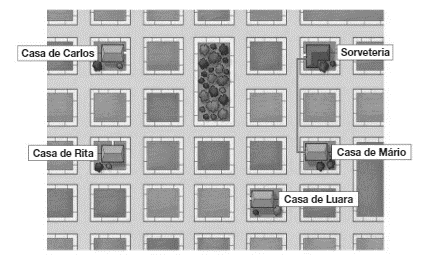 Casa de Carlos
Sorveteria
Casa de Rita
Casa de Mário
Casa de Luara